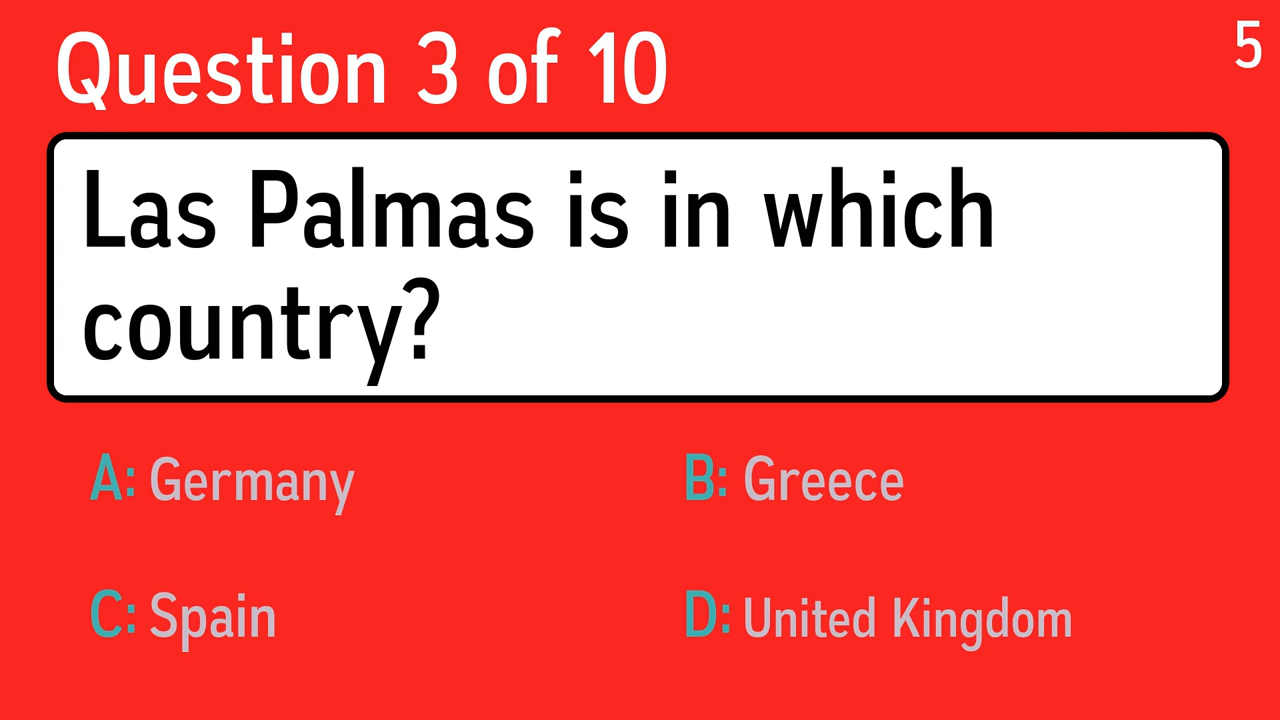 Question 3 of 10
5
Las Palmas is in which
country?
A: Germany
B: Greece
C: Spain
D: United Kingdom